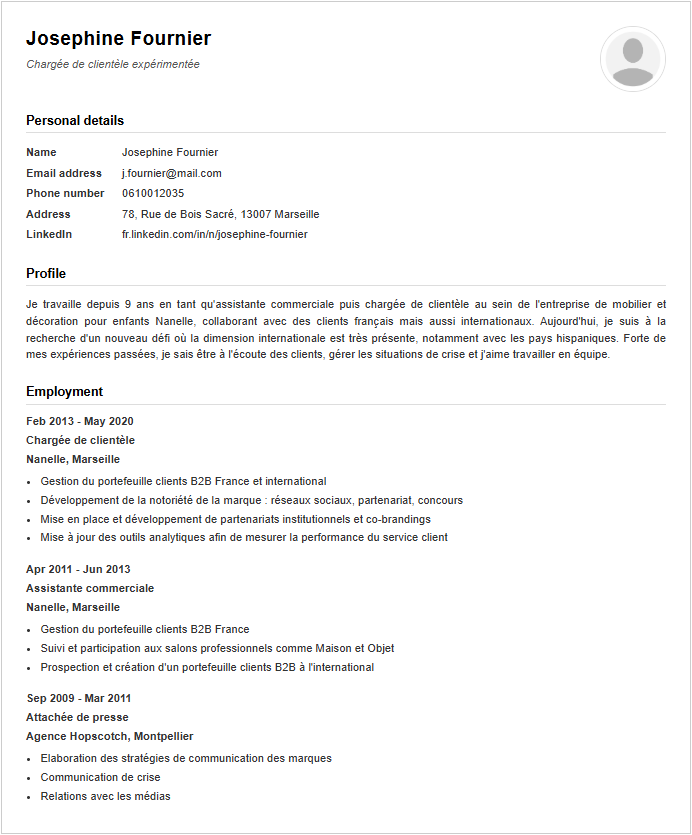 Josephine Fournier
Chargée de clientèle expérimentée
Personal details
Name Josephine Fournier
Email address j.fournier@mail.com
Phone number 0610012035
Address 78, Rue de Bois Sacré, 13007 Marseille
LinkedIn fr.linkedin.com/in/n/josephine-fournier
Profile
Je travaille depuis 9 ans en tant qu'assistante commerciale puis chargée de clientèle au sein de l'entreprise de mobilier et
décoration pour enfants Nanelle, collaborant avec des clients français mais aussi internationaux. Aujourd'hui, je suis à la
recherche d'un nouveau défi où la dimension internationale est très présente, notamment avec les pays hispaniques. Forte de
mes expériences passées, je sais être à l'écoute des clients, gérer les situations de crise et j'aime travailler en équipe.
Employment
Feb 2013 - May 2020
Chargée de clientèle
Nanelle, Marseille
• Gestion du portefeuille clients B2B France et international
• Développement de la notoriété de la marque : réseaux sociaux, partenariat, concours
• Mise en place et développement de partenariats institutionnels et co-brandings
• Mise à jour des outils analytiques afin de mesurer la performance du service client
Apr 2011 - Jun 2013
Assistante commerciale
Nanelle, Marseille
• Gestion du portefeuille clients B2B France
• Suivi et participation aux salons professionnels comme Maison et Objet
• Prospection et création d'un portefeuille clients B2B à l'international
Sep 2009 - Mar 2011
Attachée de presse
Agence Hopscotch, Montpellier
• Elaboration des stratégies de communication des marques
• Communication de crise
• Relations avec les médias